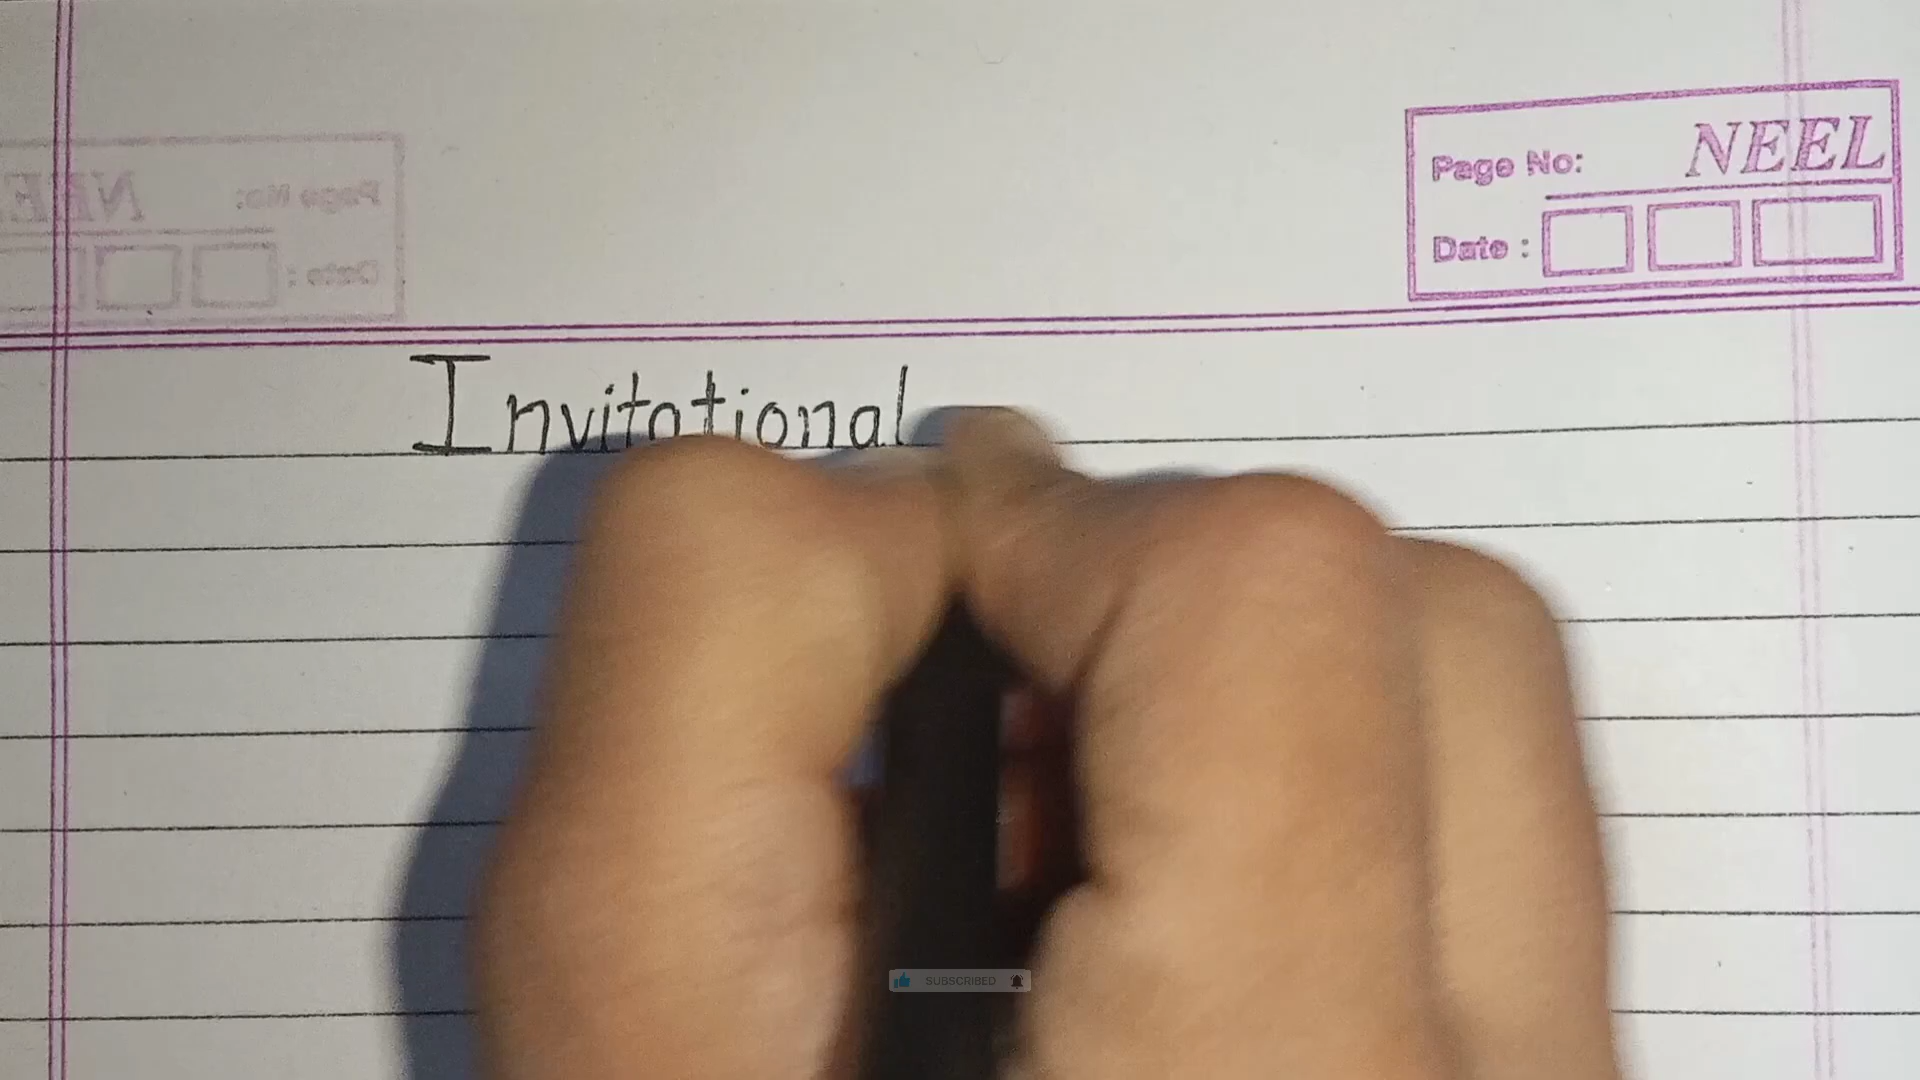 NEEL
Page No:
Date :
Invitational
SUBSCRIBED